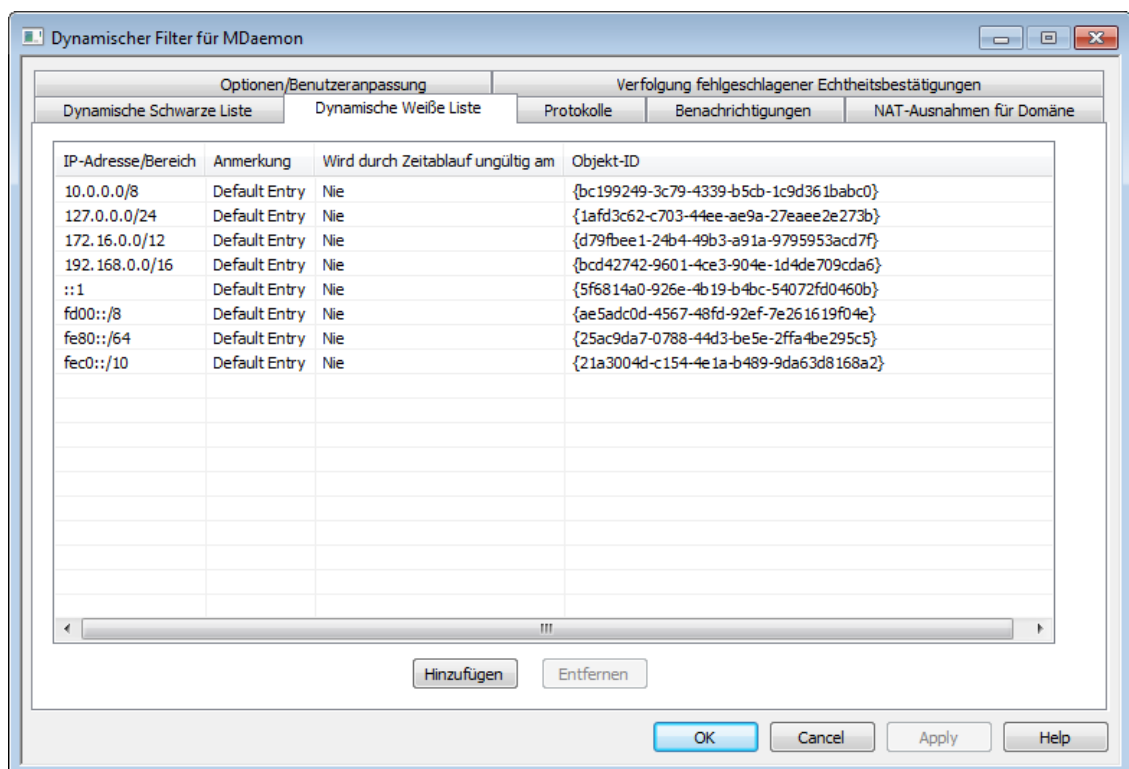 Dynamischer Filter für MDaemon
Optionen/Benutzeranpassung Verfolgung fehlgeschlagener Echtheitsbestätigungen
Dynamische Schwarze Liste Dynamische Weiße Liste Protokolle Benachrichtigungen NAT-Ausnahmen für Domäne
IP-Adresse/Bereich Anmerkung Wird durch Zeitablauf ungültig am Objekt-ID
10.0.0.0/8 Default Entry Nie {bc199249-3c79-4339-b5cb-1c9d361babc0}
127.0.0.0/24 Default Entry Nie {1afd3c62-c703-44ee-ae9a-27eaee2e273b}
172.16.0.0/12 Default Entry Nie {d79fbee1-24b4-49b3-a91a-9795953acd7f}
192.168.0.0/16 Default Entry Nie {bcd42742-9601-4ce3-904e-1d4de709cda6}
::1 Default Entry Nie {5f6814a0-926e-4b19-b4bc-54072fd0460b}
fd00::/8 Default Entry Nie {ae5adc0d-4567-48fd-92ef-7e261619f04e}
fe80::/64 Default Entry Nie {25ac9da7-0788-44d3-be5e-2ffa4be295c5}
fec0::/10 Default Entry Nie {21a3004d-c154-4e1a-b489-9da63d8168a2}
Hinzufügen Entfernen
OK Cancel Apply Help